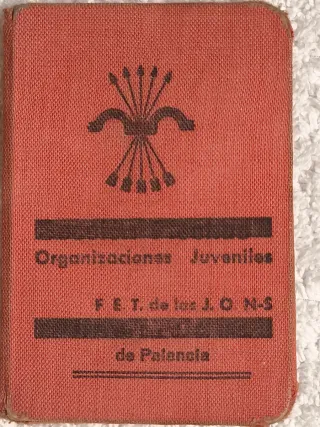 Organizaciones Juveniles
F E T. de las J. O N-S
de Palencia